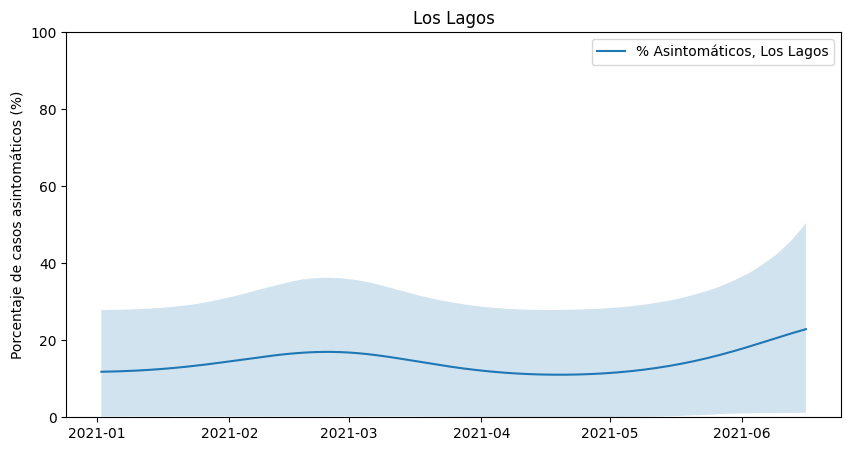 Los Lagos
% Asintomáticos, Los Lagos
Porcentaje de casos asintomáticos (%)
100
80
60
40
20
0
2021-01 2021-02 2021-03 2021-04 2021-05 2021-06